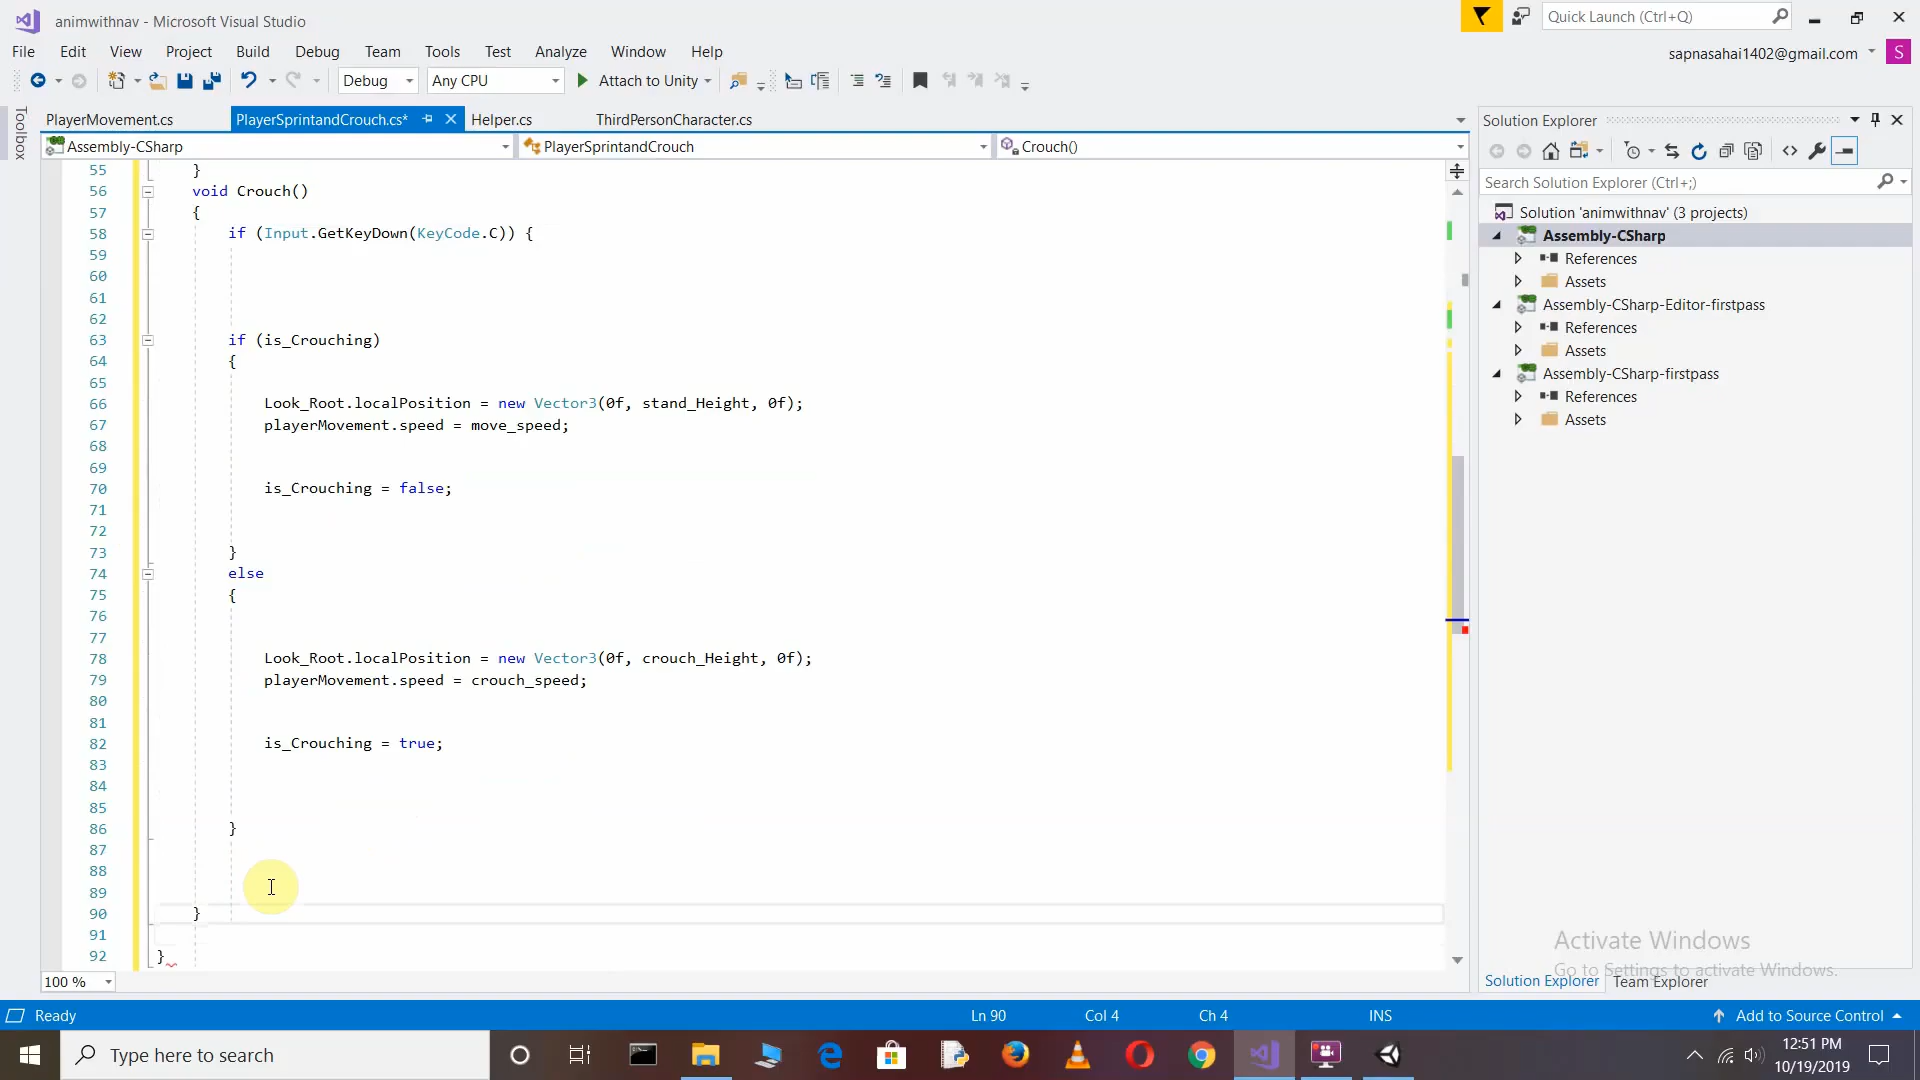 animwithnav - Microsoft Visual Studio
Quick Launch (Ctrl+Q)
File Edit View Project Build Debug Team Tools Test Analyze Window Help
sapnasahai1402@gmail.com S
Debug Any CPU Attach to Unity
Toolbox
PlayerMovement.cs PlayerSprintandCrouch.cs* Helper.cs ThirdPersonCharacter.cs
Assembly-CSharp PlayerSprintandCrouch Crouch()
55 }
56 void Crouch()
57 {
58 if (Input.GetKeyDown(KeyCode.C)) {
59
60
61
62
63 if (is_Crouching)
64 {
65
66 Look_Root.localPosition = new Vector3(0f, stand_Height, 0f);
67 playerMovement.speed = move_speed;
68
69
70 is_Crouching = false;
71
72
73 }
74 else
75 {
76
77
78 Look_Root.localPosition = new Vector3(0f, crouch_Height, 0f);
79 playerMovement.speed = crouch_speed;
80
81
82 is_Crouching = true;
83
84
85
86 }
87
88
89
90 }
91
92 }
100 %
Solution Explorer
Search Solution Explorer (Ctrl+;)
Solution 'animwithnav' (3 projects)
Assembly-CSharp
References
Assets
Assembly-CSharp-Editor-firstpass
References
Assets
Assembly-CSharp-firstpass
References
Assets
Activate Windows
Go to Settings to activate Windows.
Solution Explorer Team Explorer
Ready Ln 90 Col 4 Ch 4 INS Add to Source Control
Type here to search
12:51 PM
10/19/2019